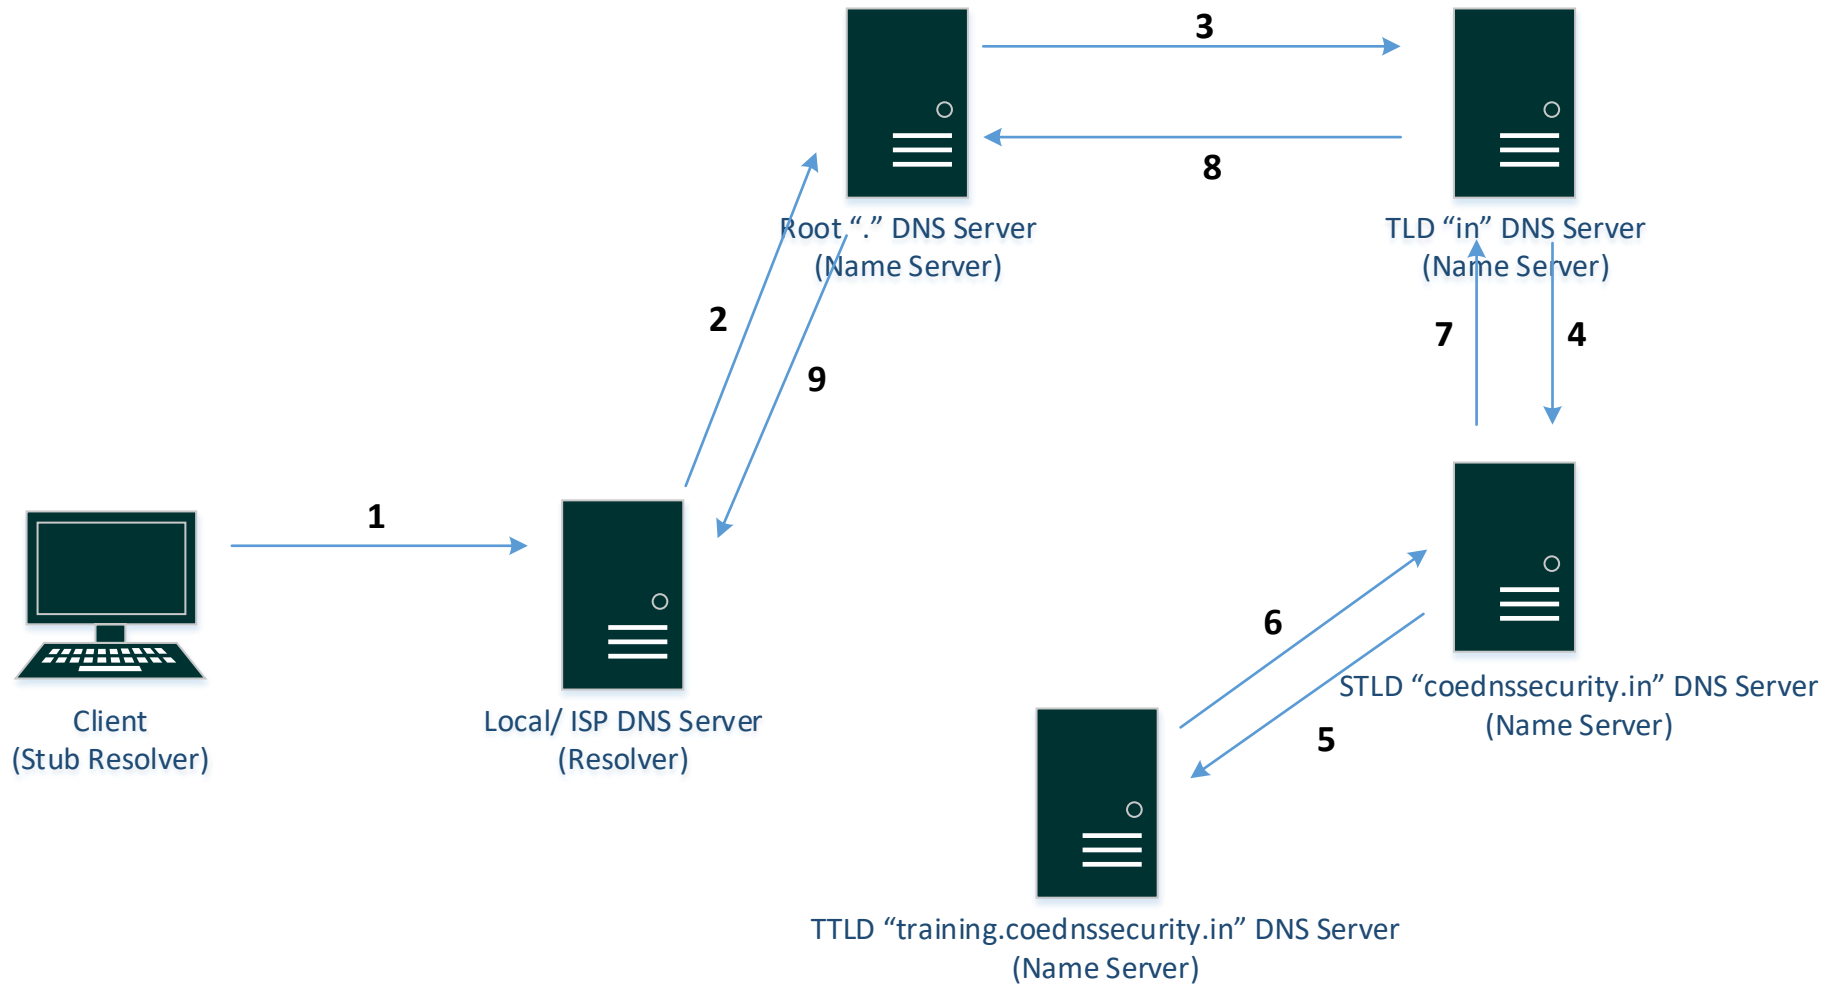 3
8
Root “.” DNS Server
(Name Server)
TLD “in” DNS Server
(Name Server)
2
9
7
4
1
6
5
Client
(Stub Resolver)
Local/ ISP DNS Server
(Resolver)
STLD “coednssecurity.in” DNS Server
(Name Server)
TTLD “training.coednssecurity.in” DNS Server
(Name Server)